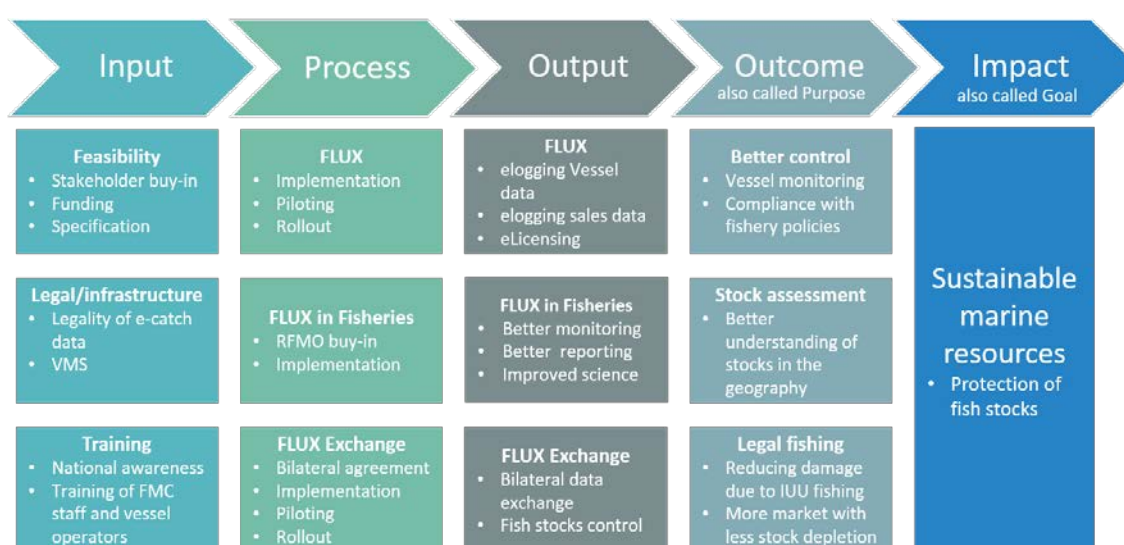 Input
Process
Output
Outcome
also called Purpose
Impact
also called Goal
Feasibility
• Stakeholder buy-in
• Funding
• Specification
FLUX
• Implementation
• Piloting
• Rollout
FLUX
• elogging Vessel
data
• elogging sales data
• eLicensing
Better control
• Vessel monitoring
• Compliance with
fishery policies
Legal/infrastructure
• Legality of e-catch
data
• VMS
FLUX in Fisheries
• RFMO buy-in
• Implementation
FLUX in Fisheries
• Better monitoring
• Better reporting
• Improved science
Stock assessment
• Better
understanding of
stocks in the
geography
Sustainable
marine
resources
• Protection of
fish stocks
Training
• National awareness
• Training of FMC
staff and vessel
operators
FLUX Exchange
• Bilateral agreement
• Implementation
• Piloting
• Rollout
FLUX Exchange
• Bilateral data
exchange
• Fish stocks control
Legal fishing
• Reducing damage
due to IUU fishing
• More market with
less stock depletion